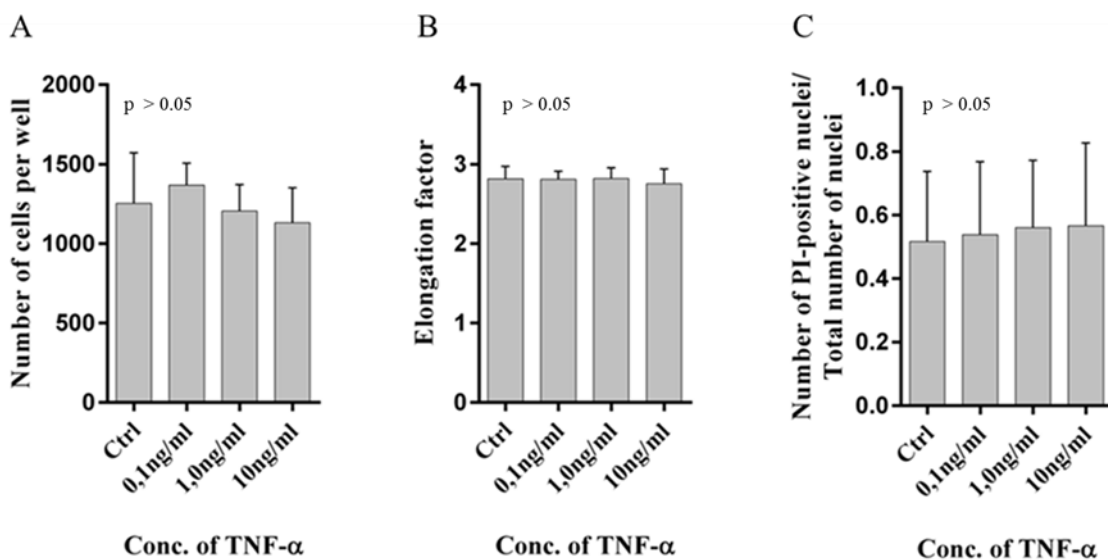 A
Number of cells per well
2000
1500
1000
500
0
p > 0.05
Ctrl
0,1ng/ml
1,0ng/ml
10ng/ml
Conc. of TNF-α
B
Elongation factor
4
3
2
1
0
Ctrl
0,1ng/ml
1,0ng/ml
10ng/ml
p > 0.05
Conc. of TNF-α
C
Number of PI-positive nuclei/
Total number of nuclei
1.0
0.8
0.6
0.4
0.2
0.0
p > 0.05
Ctrl
0,1ng/ml
1,0ng/ml
10ng/ml
Conc. of TNF-α